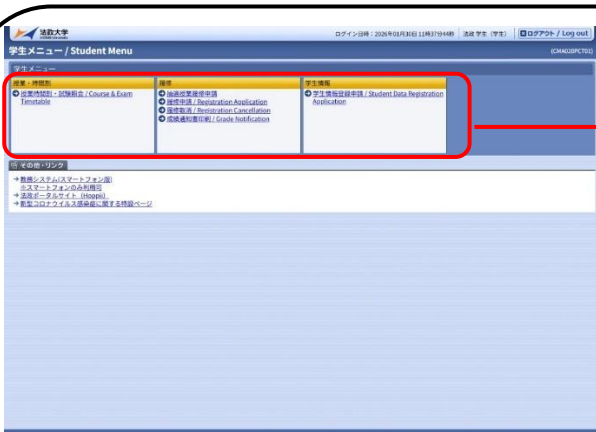 法政大学
ログイン日時：2026年01月30日 11時37分44秒 法政 学生 (学生) ログアウト / Log out
学生メニュー / Student Menu
学生メニュー
授業・時間割
授業時間割・試験照会 / Course & Exam
Timetable
履修
抽選授業履修申請
履修申請 / Registration Application
履修取消 / Registration Cancellation
成績通知書印刷 / Grade Notification
学生情報
学生情報登録申請 / Student Data Registration
Application
その他・リンク
教務システム(スマートフォン版)
※スマートフォンのみ利用可
法政ポータルサイト (Hoppii)
新型コロナウイルス感染症に関する特設ページ